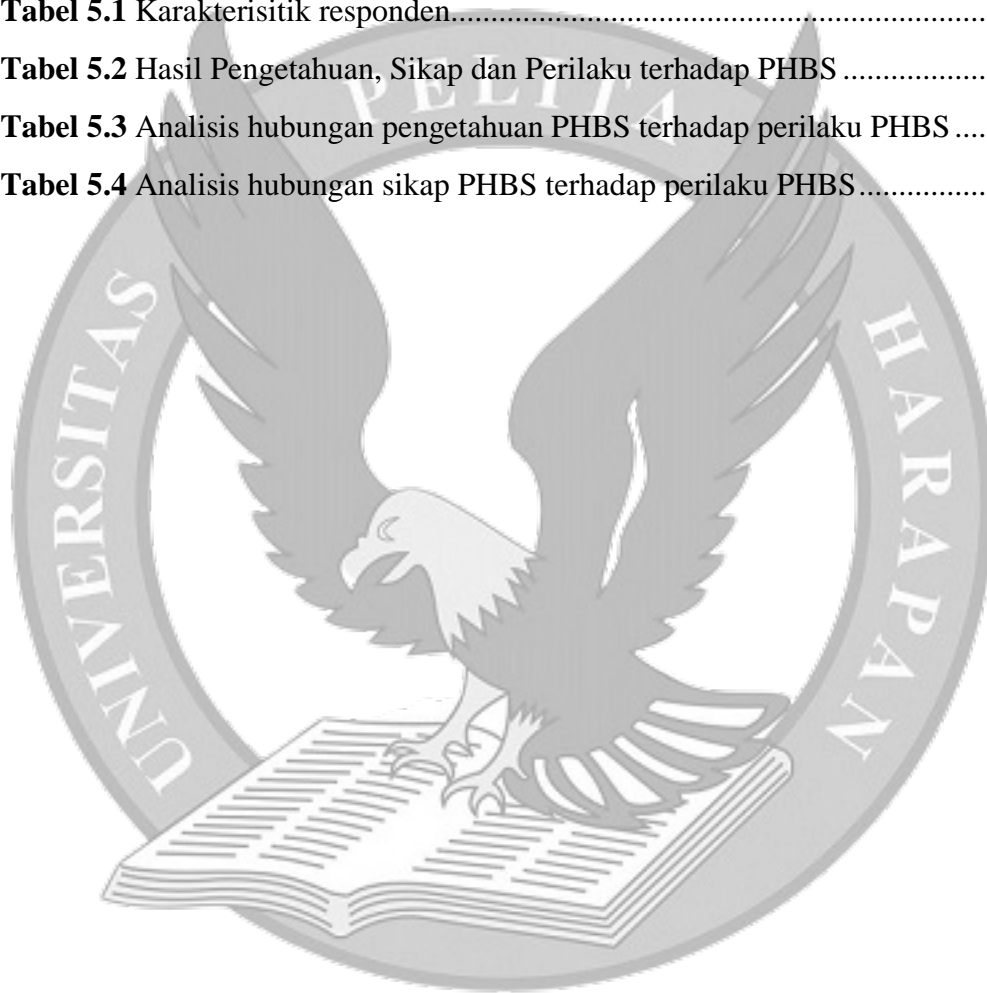 Tabel 5.1 Karakterisitik responden.......................................................................
Tabel 5.2 Hasil Pengetahuan, Sikap dan Perilaku terhadap PHBS ...................
Tabel 5.3 Analisis hubungan pengetahuan PHBS terhadap perilaku PHBS ....
Tabel 5.4 Analisis hubungan sikap PHBS terhadap perilaku PHBS................
UNIVERSITAS PELITA HARAPAN